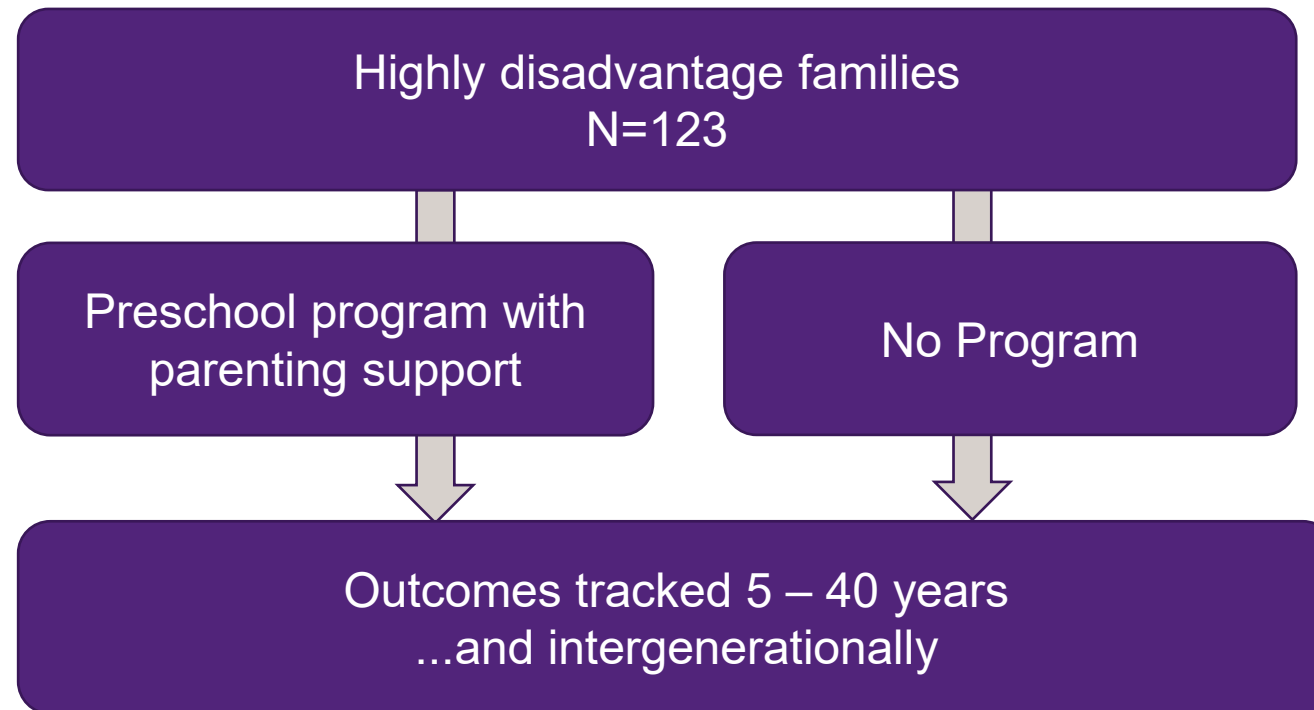 Highly disadvantage families
N=123
Preschool program with
parenting support
No Program
Outcomes tracked 5 – 40 years
...and intergenerationally